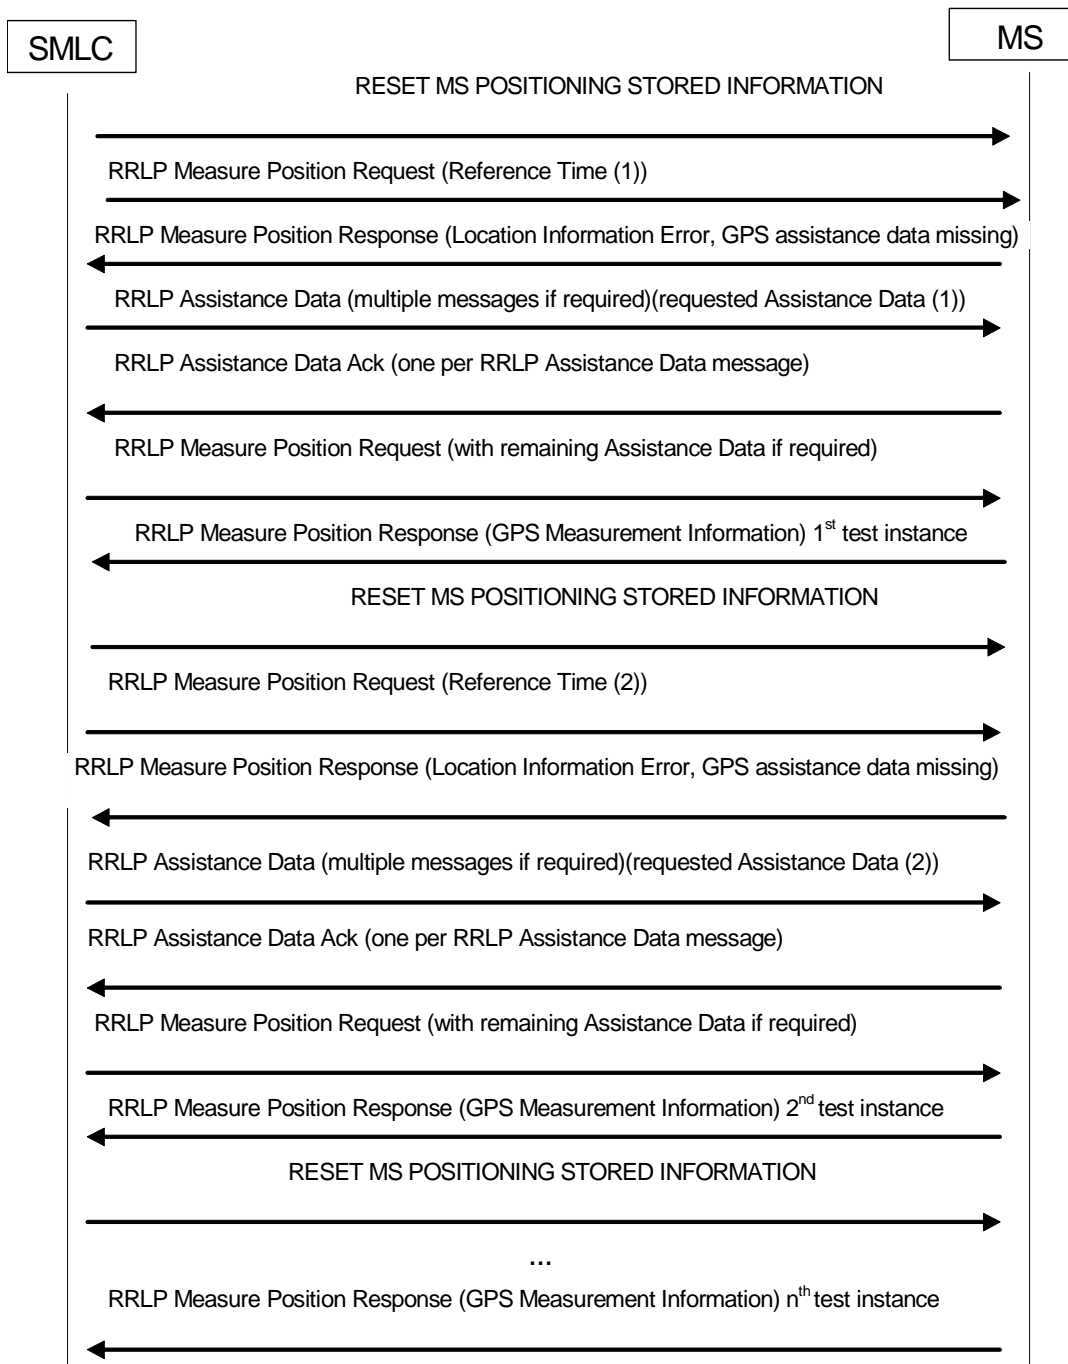 SMLC
MS
RESET MS POSITIONING STORED INFORMATION
RRLP Measure Position Request (Reference Time (1))
RRLP Measure Position Response (Location Information Error, GPS assistance data missing)
RRLP Assistance Data (multiple messages if required)(requested Assistance Data (1))
RRLP Assistance Data Ack (one per RRLP Assistance Data message)
RRLP Measure Position Request (with remaining Assistance Data if required)
RRLP Measure Position Response (GPS Measurement Information) 1st test instance
RESET MS POSITIONING STORED INFORMATION
RRLP Measure Position Request (Reference Time (2))
RRLP Measure Position Response (Location Information Error, GPS assistance data missing)
RRLP Assistance Data (multiple messages if required)(requested Assistance Data (2))
RRLP Assistance Data Ack (one per RRLP Assistance Data message)
RRLP Measure Position Request (with remaining Assistance Data if required)
RRLP Measure Position Response (GPS Measurement Information) 2nd test instance
RESET MS POSITIONING STORED INFORMATION
...
RRLP Measure Position Response (GPS Measurement Information) nth test instance